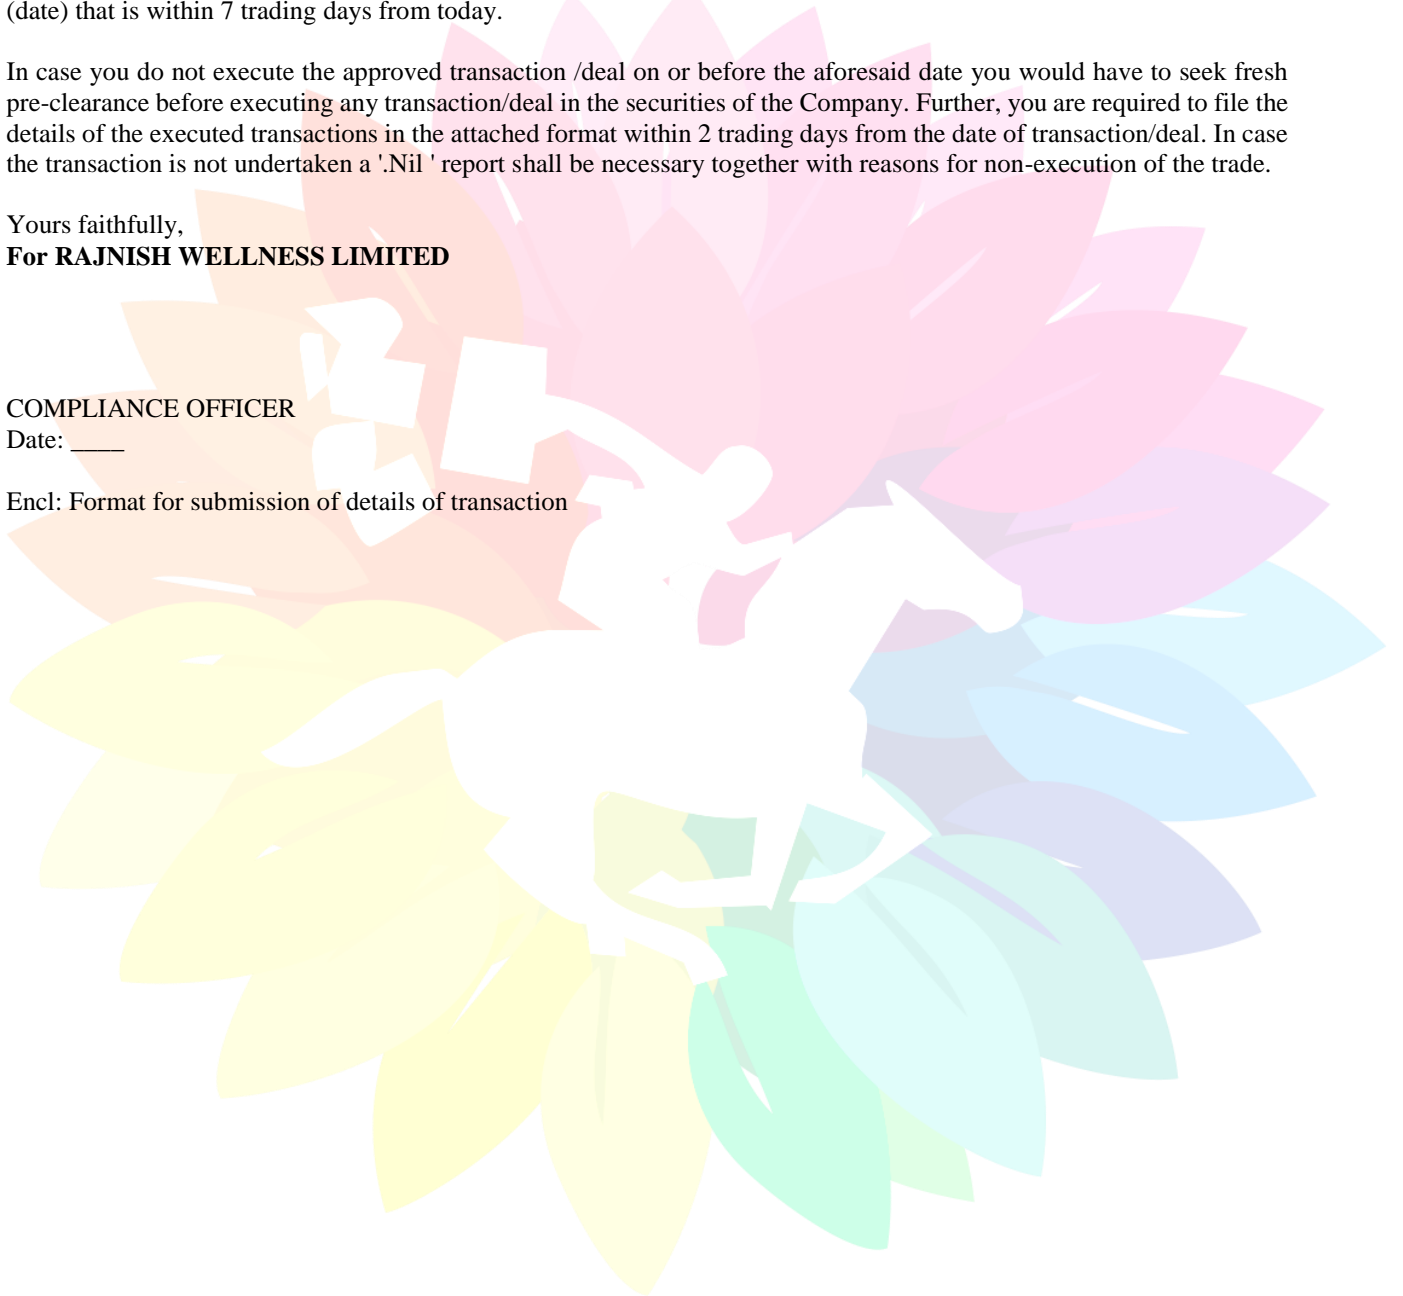 (date) that is within 7 trading days from today.
In case you do not execute the approved transaction /deal on or before the aforesaid date you would have to seek fresh
pre-clearance before executing any transaction/deal in the securities of the Company. Further, you are required to file the
details of the executed transactions in the attached format within 2 trading days from the date of transaction/deal. In case
the transaction is not undertaken a '.Nil ' report shall be necessary together with reasons for non-execution of the trade.
Yours faithfully,
For RAJNISH WELLNESS LIMITED
COMPLIANCE OFFICER
Date: ____
Encl: Format for submission of details of transaction